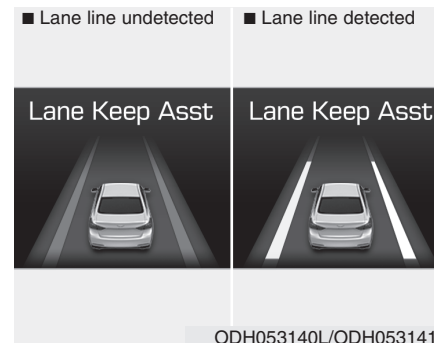 ■ Lane line undetected
■ Lane line detected
Lane Keep Asst
Lane Keep Asst
ODH053140L/ODH053141